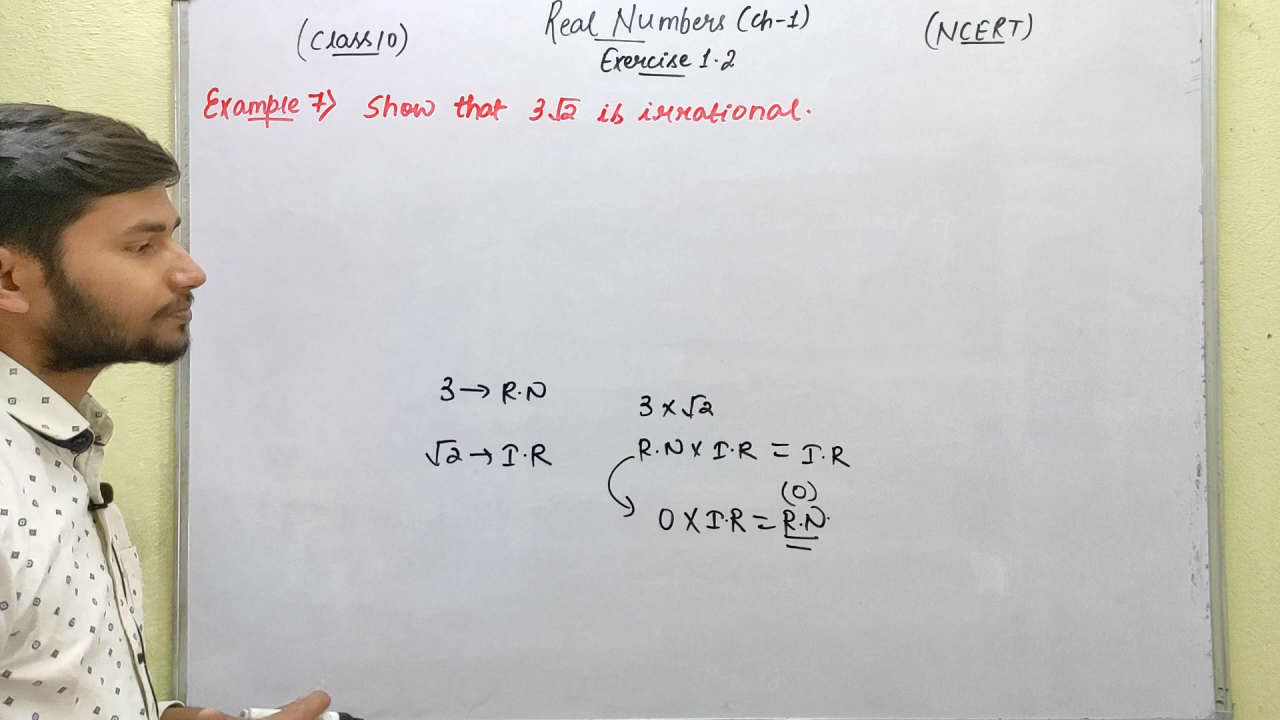 (Class 10)
Real Numbers (Ch-1)
(NCERT)
Exercise 1.2
Example 7) Show that 3√2 is irrational.
3 → R.N
√2 → I.R
3 × √2
R.N × I.R = I.R
(0)
0 × I.R = R.N.